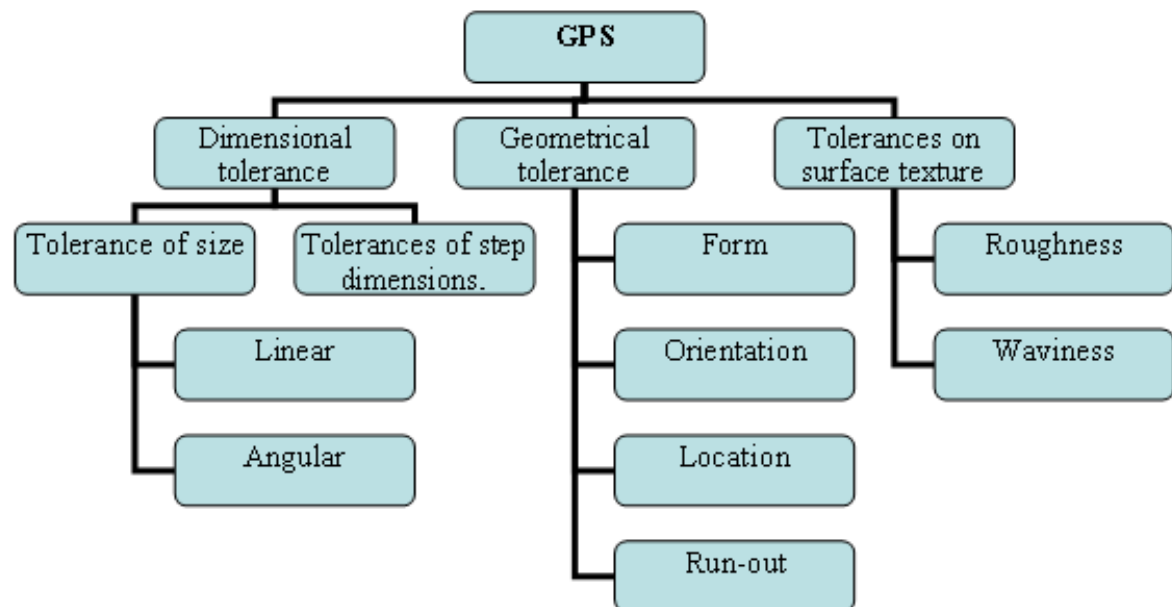 GPS
Dimensional
tolerance
Geometrical
tolerance
Tolerances on
surface texture
Tolerance of size
Tolerances of step
dimensions.
Form
Roughness
Linear
Orientation
Waviness
Angular
Location
Run-out